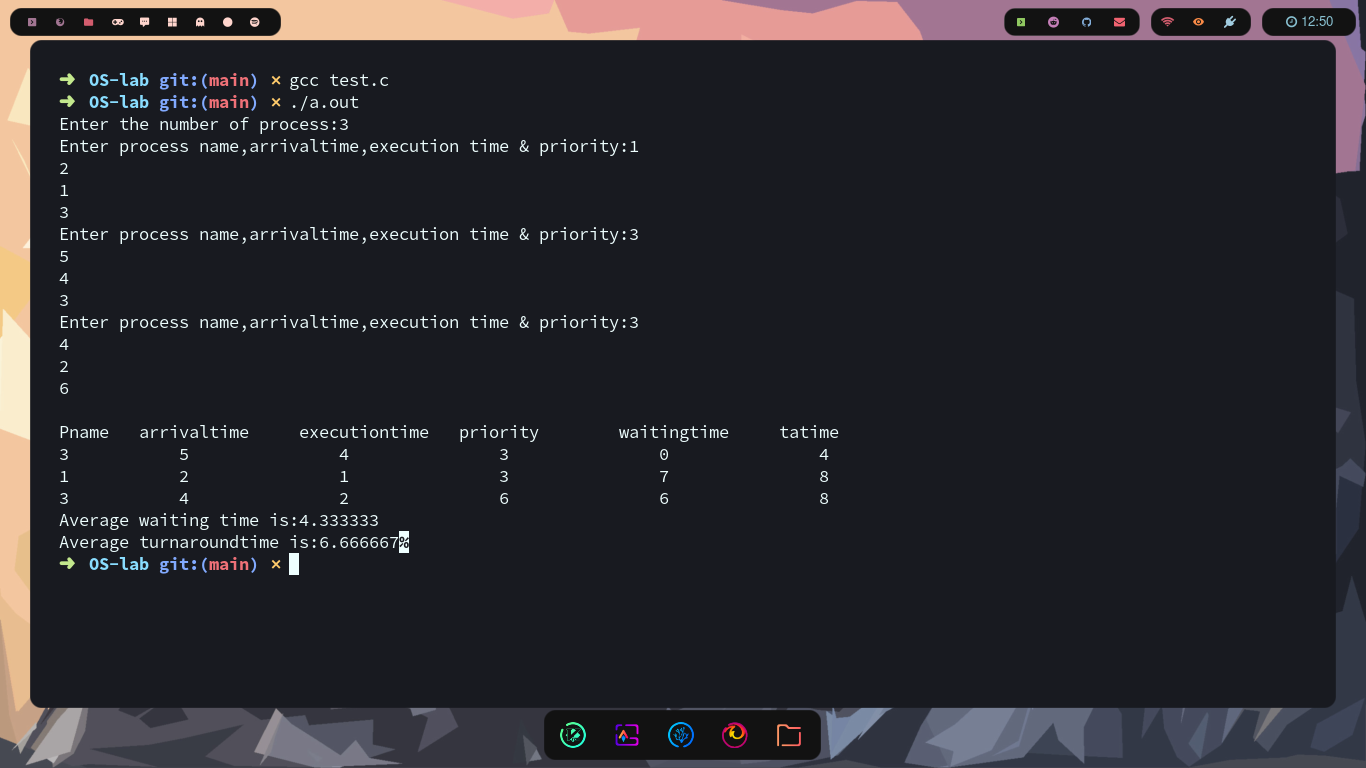 12:50
➜ OS-lab git:(main) ✗ gcc test.c
➜ OS-lab git:(main) ✗ ./a.out
Enter the number of process:3
Enter process name,arrivaltime,execution time & priority:1
2
1
3
Enter process name,arrivaltime,execution time & priority:3
5
4
3
Enter process name,arrivaltime,execution time & priority:3
4
2
6
Pname arrivaltime executiontime priority waitingtime tatime
3 5 4 3 0 4
1 2 1 3 7 8
3 4 2 6 6 8
Average waiting time is:4.333333
Average turnaroundtime is:6.666667%
➜ OS-lab git:(main) ✗